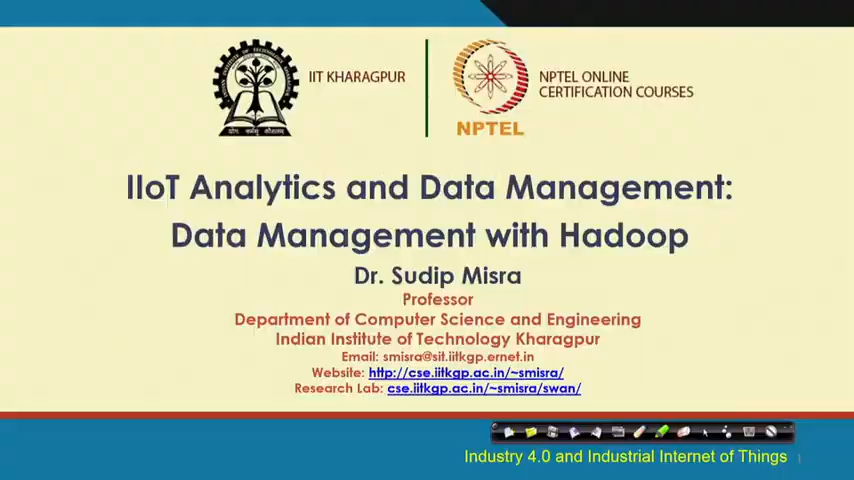 IIT KHARAGPUR
NPTEL ONLINE
CERTIFICATION COURSES
NPTEL
IIoT Analytics and Data Management:
Data Management with Hadoop
Dr. Sudip Misra
Professor
Department of Computer Science and Engineering
Indian Institute of Technology Kharagpur
Email: smisra@sit.iitkgp.ernet.in
Website: http://cse.iitkgp.ac.in/~smisra/
Research Lab: cse.iitkgp.ac.in/~smisra/swan/
Industry 4.0 and Industrial Internet of Things
1